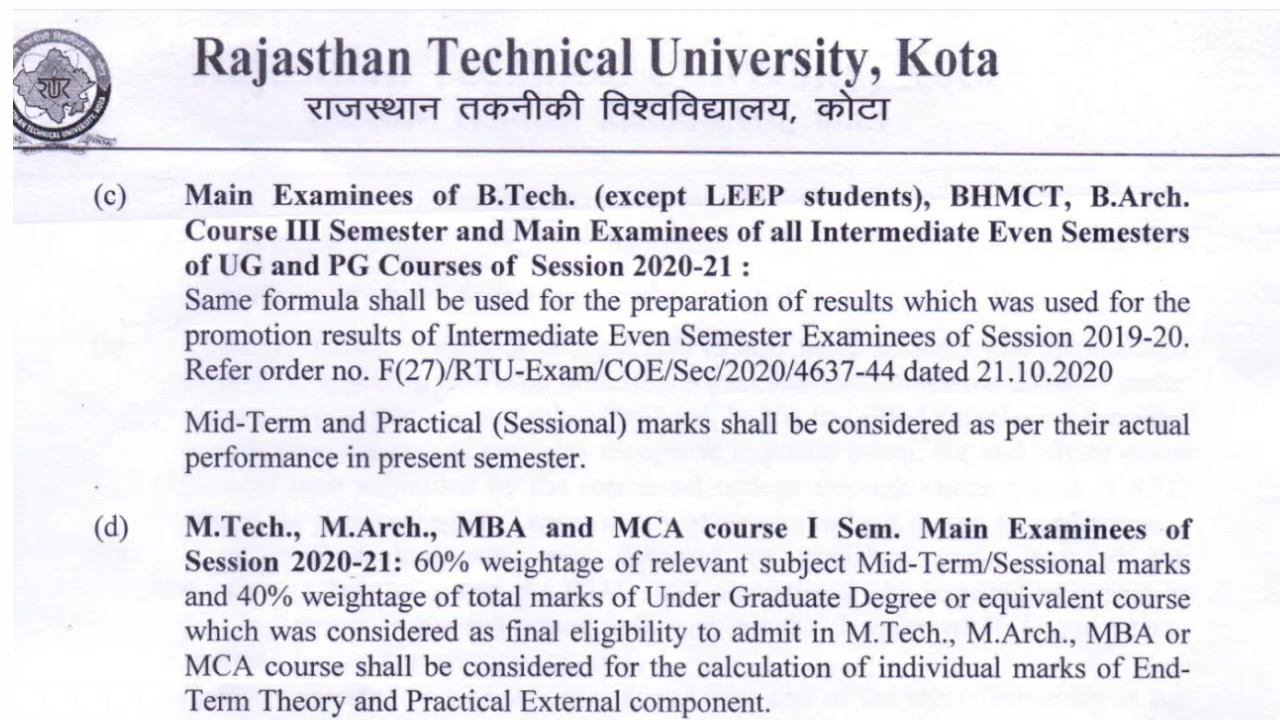 Rajasthan Technical University, Kota
राजस्थान तकनीकी विश्वविद्यालय, कोटा
(c) Main Examinees of B.Tech. (except LEEP students), BHMCT, B.Arch.
Course III Semester and Main Examinees of all Intermediate Even Semesters
of UG and PG Courses of Session 2020-21 :
Same formula shall be used for the preparation of results which was used for the
promotion results of Intermediate Even Semester Examinees of Session 2019-20.
Refer order no. F(27)/RTU-Exam/COE/Sec/2020/4637-44 dated 21.10.2020
Mid-Term and Practical (Sessional) marks shall be considered as per their actual
performance in present semester.
(d) M.Tech., M.Arch., MBA and MCA course I Sem. Main Examinees of
Session 2020-21: 60% weightage of relevant subject Mid-Term/Sessional marks
and 40% weightage of total marks of Under Graduate Degree or equivalent course
which was considered as final eligibility to admit in M.Tech., M.Arch., MBA or
MCA course shall be considered for the calculation of individual marks of End-
Term Theory and Practical External component.